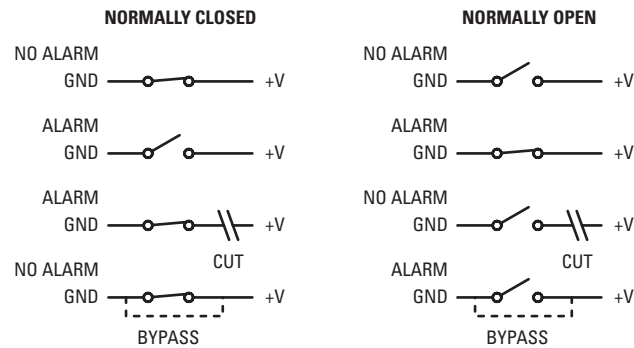 NORMALLY CLOSED
NO ALARM
GND +V
ALARM
GND +V
ALARM
GND +V
CUT
NO ALARM
GND +V
BYPASS
NORMALLY OPEN
NO ALARM
GND +V
ALARM
GND +V
NO ALARM
GND +V
CUT
ALARM
GND +V
BYPASS